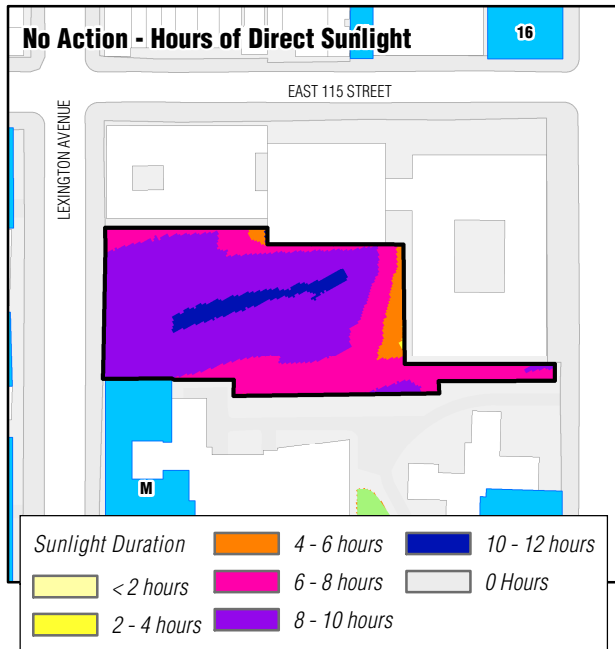 No Action - Hours of Direct Sunlight
16
EAST 115 STREET
LEXINGTON AVENUE
M
Sunlight Duration
< 2 hours
2 - 4 hours
4 - 6 hours
6 - 8 hours
8 - 10 hours
10 - 12 hours
0 Hours